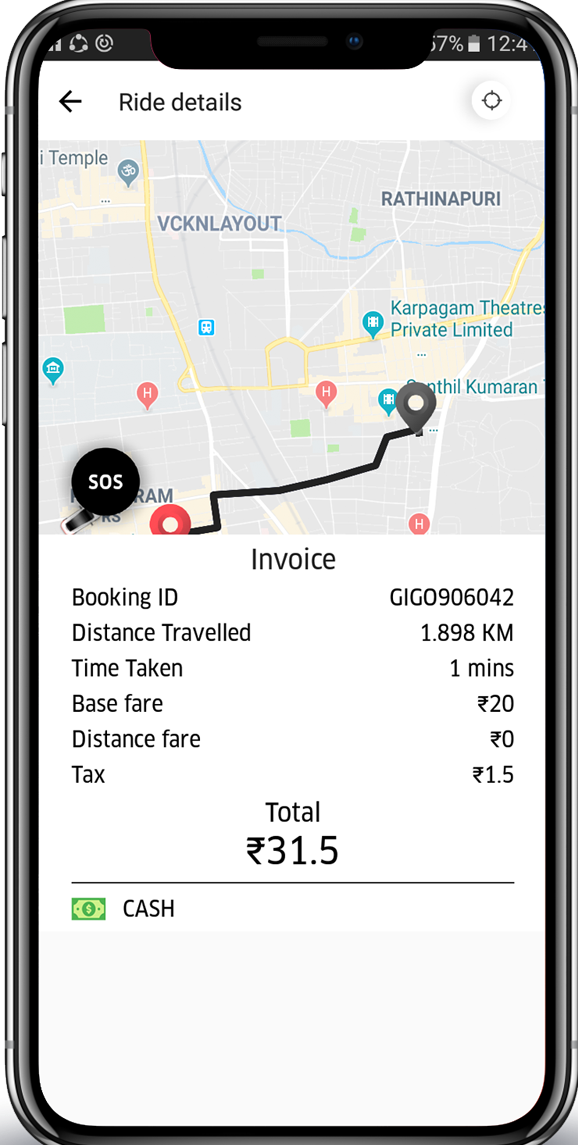 57% 12:4
Ride details
i Temple
RATHINAPURI
VCKNLAYOUT
Karpagam Theatres
Private Limited
H
H
Senthil Kumaran T
SOS
RAM
RS
H
Invoice
Booking ID GIGO906042
Distance Travelled 1.898 KM
Time Taken 1 mins
Base fare ₹20
Distance fare ₹0
Tax ₹1.5
Total
₹31.5
CASH